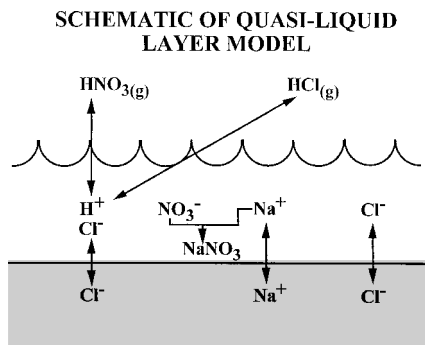 SCHEMATIC OF QUASI-LIQUID
LAYER MODEL
HNO₃(g) HCl(g)
H⁺ NO₃⁻ Na⁺ Cl⁻
Cl⁻
NaNO₃
Cl⁻ Na⁺ Cl⁻